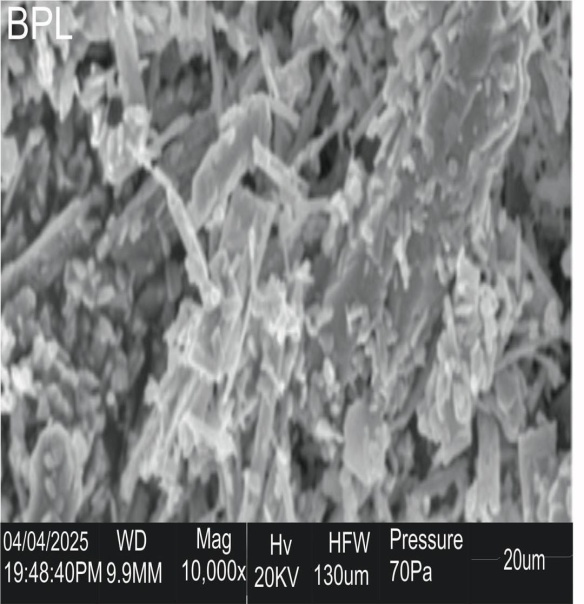 BPL
04/04/2025 WD Mag Hv HFW Pressure
19:48:40PM 9.9MM 10,000x 20KV 130um 70Pa 20um